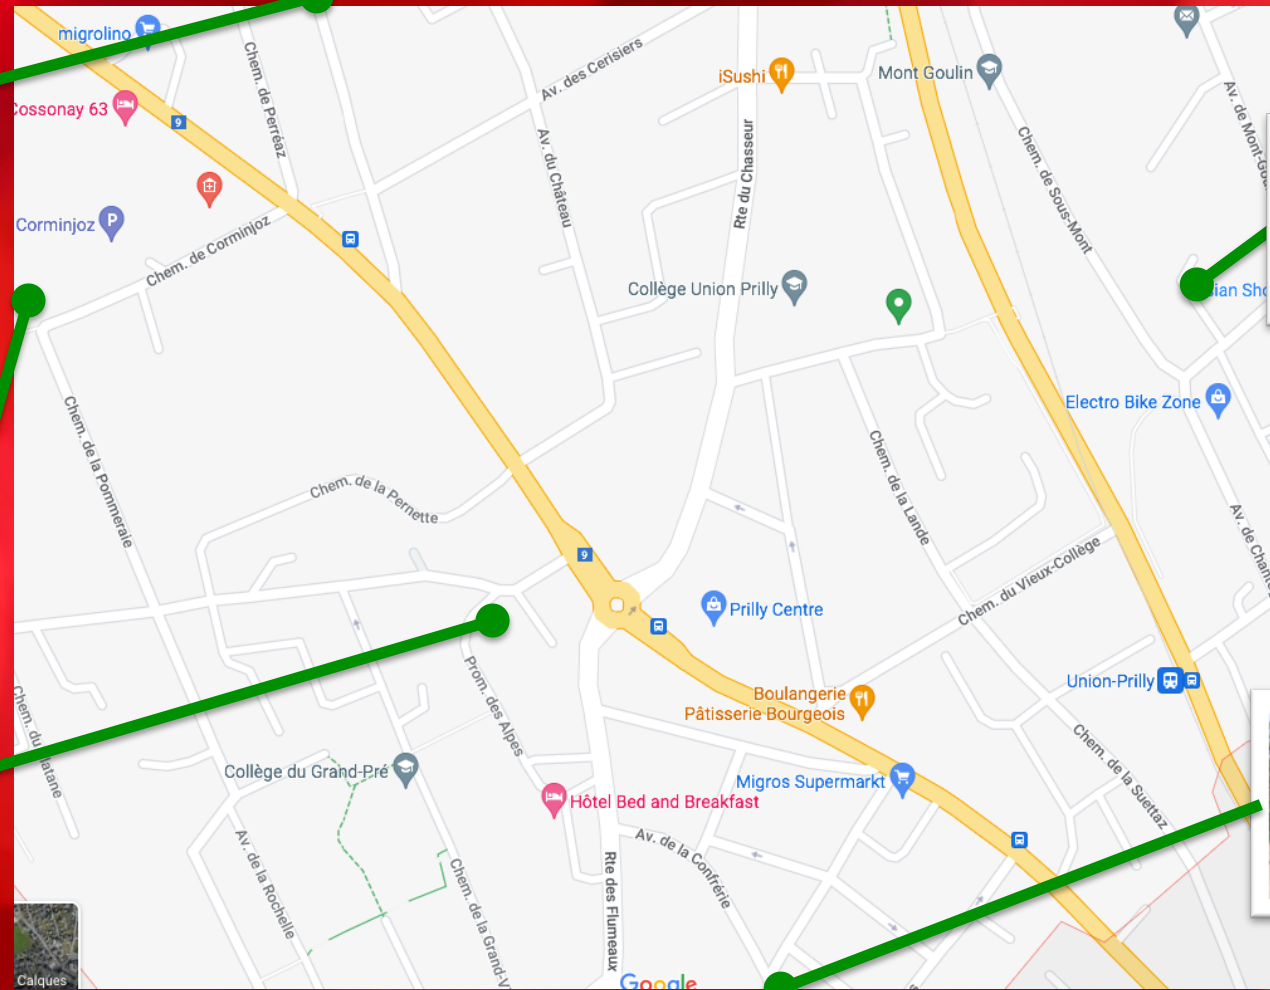 migrolino
Cossonay 63
9
Chem. de Perréaz
Av. des Cerisiers
iSushi
Mont Goulin
Av. du Château
Rte du Chasseur
Chem. de Sous-Mont
Corminjoz
P
Chem. de Corminjoz
Collège Union Prilly
Electro Bike Zone
Chem. de la Pommeraie
Chem. de la Pernette
Chem. de la Lande
9
Chem. du Vieux-Collège
Prilly Centre
Union-Prilly
Boulangerie
Pâtisserie Bourgeois
Prom. des Alpes
Chem. de la Suettaz
Collège du Grand-Pré
Migros Supermarkt
Hôtel Bed and Breakfast
Av. de la Confrérie
Av. de la Rochelle
Rte des Flumeaux
Chem. de la Grand-V
Calques
Google